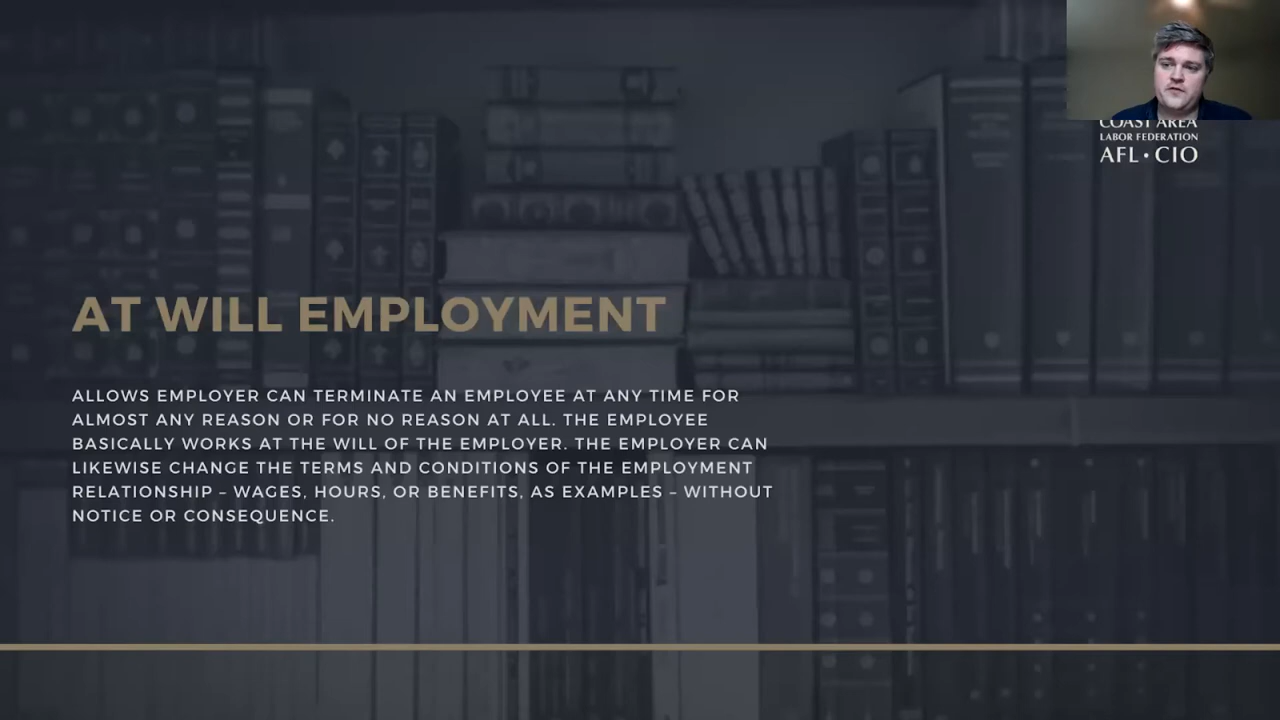 COAST AREA
LABOR FEDERATION
AFL • CIO
AT WILL EMPLOYMENT
ALLOWS EMPLOYER CAN TERMINATE AN EMPLOYEE AT ANY TIME FOR
ALMOST ANY REASON OR FOR NO REASON AT ALL. THE EMPLOYEE
BASICALLY WORKS AT THE WILL OF THE EMPLOYER. THE EMPLOYER CAN
LIKEWISE CHANGE THE TERMS AND CONDITIONS OF THE EMPLOYMENT
RELATIONSHIP – WAGES, HOURS, OR BENEFITS, AS EXAMPLES – WITHOUT
NOTICE OR CONSEQUENCE.